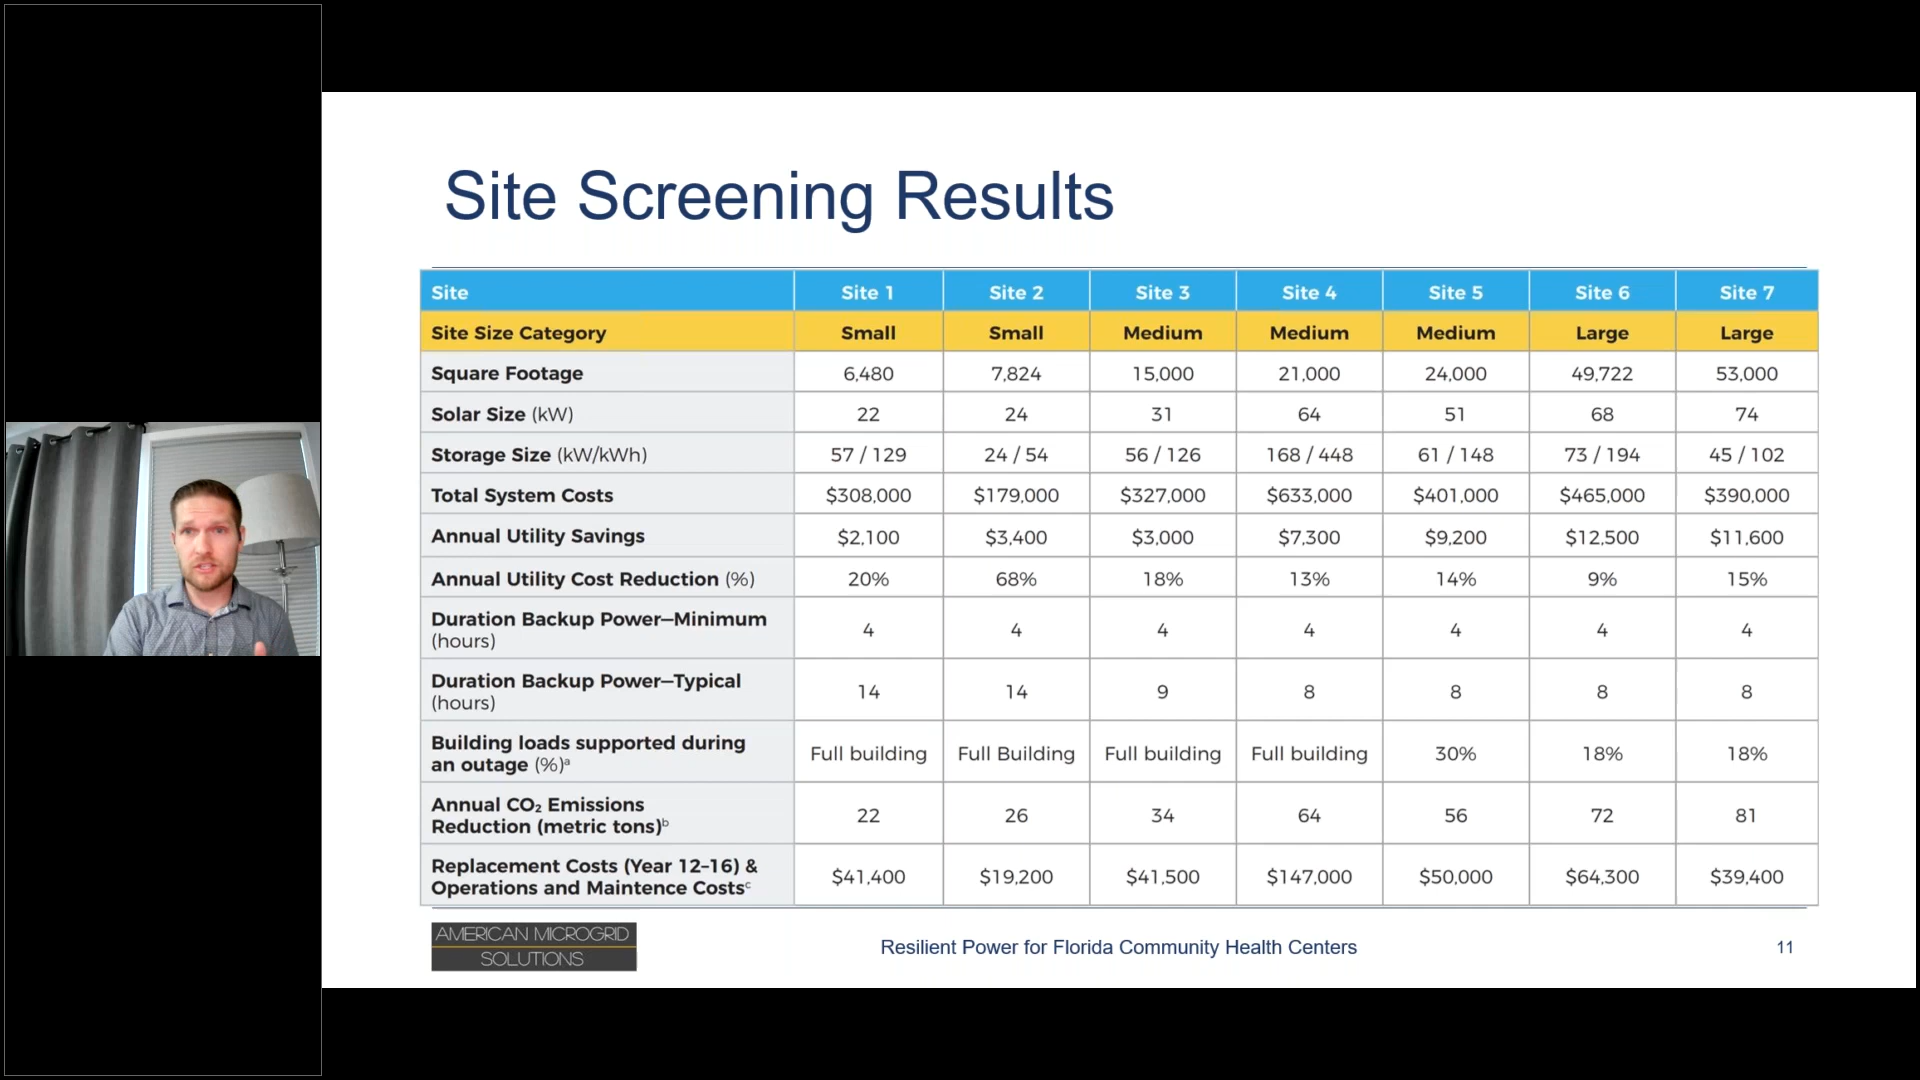 Site Screening Results
Site Site 1 Site 2 Site 3 Site 4 Site 5 Site 6 Site 7
Site Size Category Small Small Medium Medium Medium Large Large
Square Footage 6,480 7,824 15,000 21,000 24,000 49,722 53,000
Solar Size (kW) 22 24 31 64 51 68 74
Storage Size (kW/kWh) 57 / 129 24 / 54 56 / 126 168 / 448 61 / 148 73 / 194 45 / 102
Total System Costs $308,000 $179,000 $327,000 $633,000 $401,000 $465,000 $390,000
Annual Utility Savings $2,100 $3,400 $3,000 $7,300 $9,200 $12,500 $11,600
Annual Utility Cost Reduction (%) 20% 68% 18% 13% 14% 9% 15%
Duration Backup Power—Minimum
(hours) 4 4 4 4 4 4 4
Duration Backup Power—Typical
(hours) 14 14 9 8 8 8 8
Building loads supported during
an outage (%)ᵃ Full building Full Building Full building Full building 30% 18% 18%
Annual CO₂ Emissions
Reduction (metric tons)ᵇ 22 26 34 64 56 72 81
Replacement Costs (Year 12–16) &
Operations and Maintence Costsᶜ $41,400 $19,200 $41,500 $147,000 $50,000 $64,300 $39,400
AMERICAN MICROGRID
SOLUTIONS
Resilient Power for Florida Community Health Centers
11